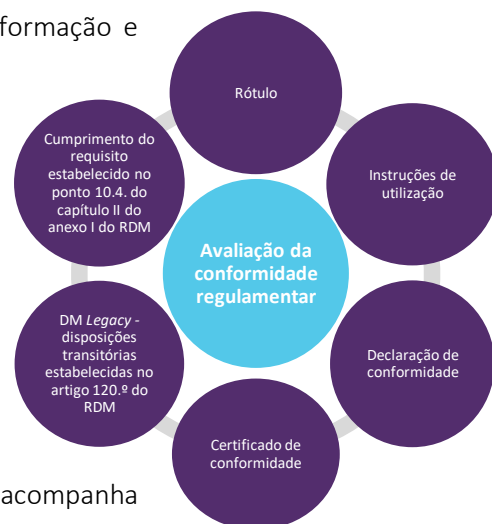 formação e
Rótulo
Instruções de
utilização
Declaração de
conformidade
Certificado de
conformidade
DM Legacy -
disposições
transitórias
estabelecidas no
artigo 120.º do
RDM
Cumprimento do
requisito
estabelecido no
ponto 10.4. do
capítulo II do
anexo I do RDM
Avaliação da
conformidade
regulamentar
acompanha